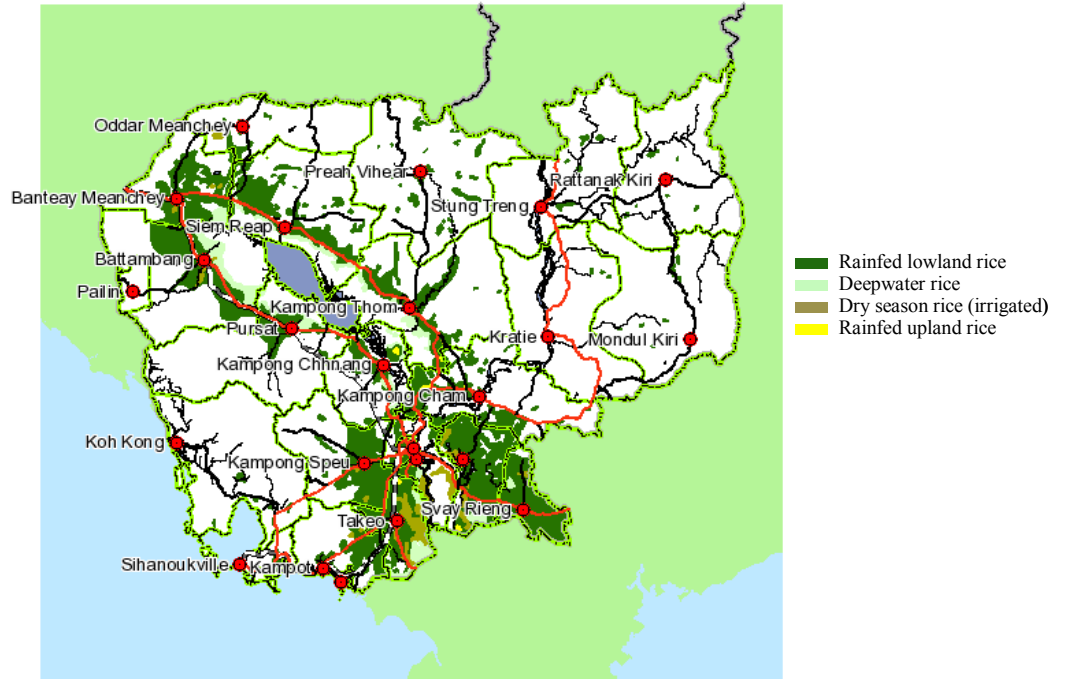 Oddar Meanchey
Preah Vihear
Rattanak Kiri
Banteay Meanchey
Stung Treng
Siem Reap
Battambang
Pailin
Kampong Thom
Pursat
Kratie
Mondul Kiri
Kampong Chhnang
Kampong Cham
Koh Kong
Kampong Speu
Svay Rieng
Takeo
Sihanoukville
Kampot
Rainfed lowland rice
Deepwater rice
Dry season rice (irrigated)
Rainfed upland rice